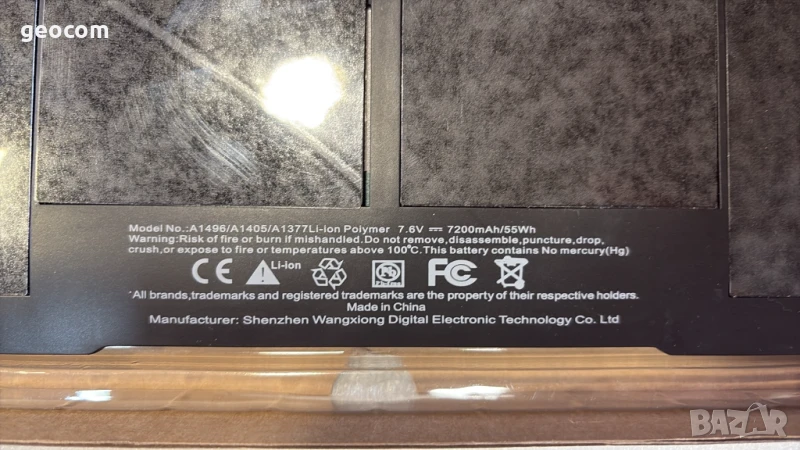 geocom
Model No.:A1496/A1405/A1377Li-ion Polymer 7.6V ⎓ 7200mAh/55Wh
Warning:Risk of fire or burn if mishandled.Do not remove,disassemble,puncture,drop,
crush,or expose to fire or temperatures above 100°C.This battery contains No mercury(Hg)
CE Li-ion FC
*All brands,trademarks and registered trademarks are the property of their respective holders.
Made in China
Manufacturer: Shenzhen Wangxiong Digital Electronic Technology Co. Ltd
BAZAR